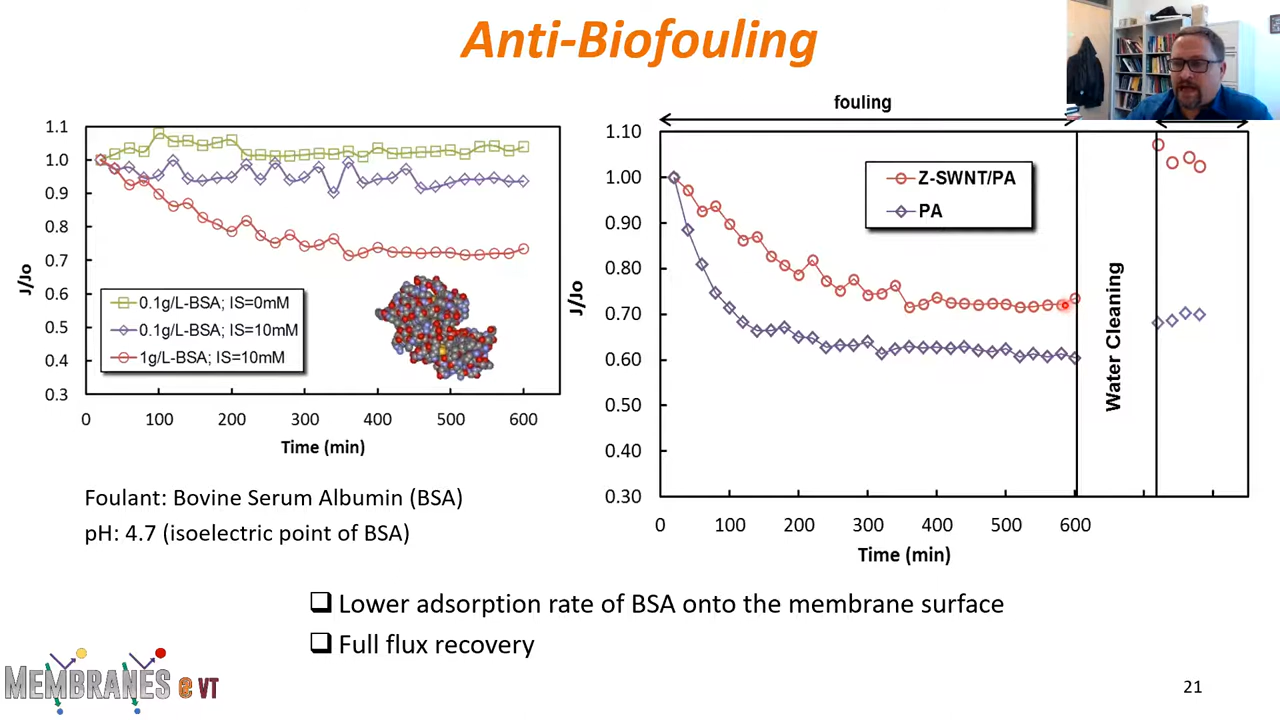 Anti-Biofouling
fouling
1.1
1.0
0.9
0.8
0.7
0.6
0.5
0.4
0.3
J/Jo
0.1g/L-BSA; IS=0mM
0.1g/L-BSA; IS=10mM
1g/L-BSA; IS=10mM
0 100 200 300 400 500 600
Time (min)
1.10
1.00
0.90
0.80
0.70
0.60
0.50
0.40
0.30
J/Jo
Z-SWNT/PA
PA
Water Cleaning
0 100 200 300 400 500 600
Time (min)
Foulant: Bovine Serum Albumin (BSA)
pH: 4.7 (isoelectric point of BSA)
Lower adsorption rate of BSA onto the membrane surface
Full flux recovery
MEMBRANES @ VT
21